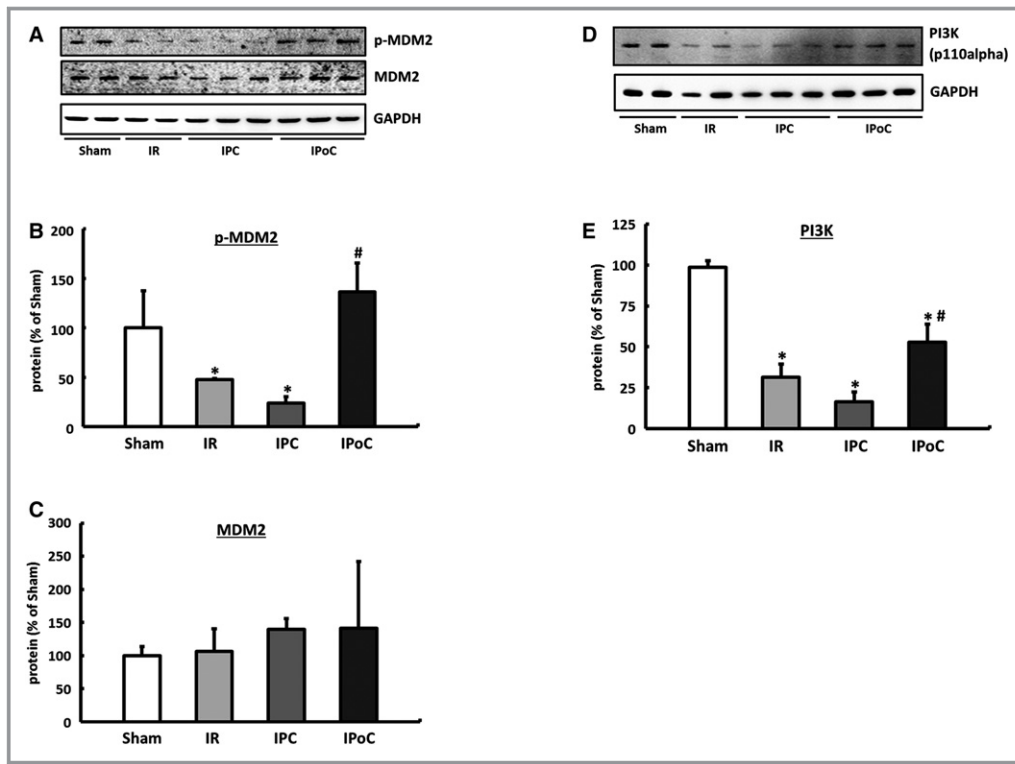 A
p-MDM2
MDM2
GAPDH
Sham IR IPC IPoC
D
PI3K
(p110alpha)
GAPDH
Sham IR IPC IPoC
B
p-MDM2
protein (% of Sham)
200
150
100
50
0
*
*
#
Sham IR IPC IPoC
E
PI3K
protein (% of Sham)
125
100
75
50
25
0
*
*
* #
Sham IR IPC IPoC
C
MDM2
protein (% of Sham)
300
250
200
150
100
50
0
Sham IR IPC IPoC